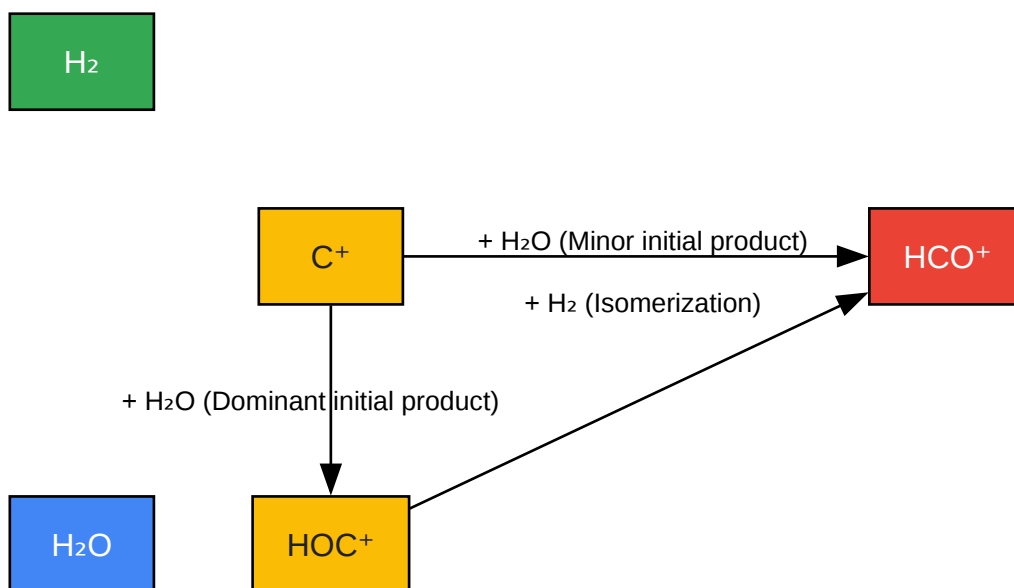 H₂
+ H₂O (Minor initial product)
C⁺
HCO⁺
+ H₂ (Isomerization)
+ H₂O (Dominant initial product)
H₂O
HOC⁺